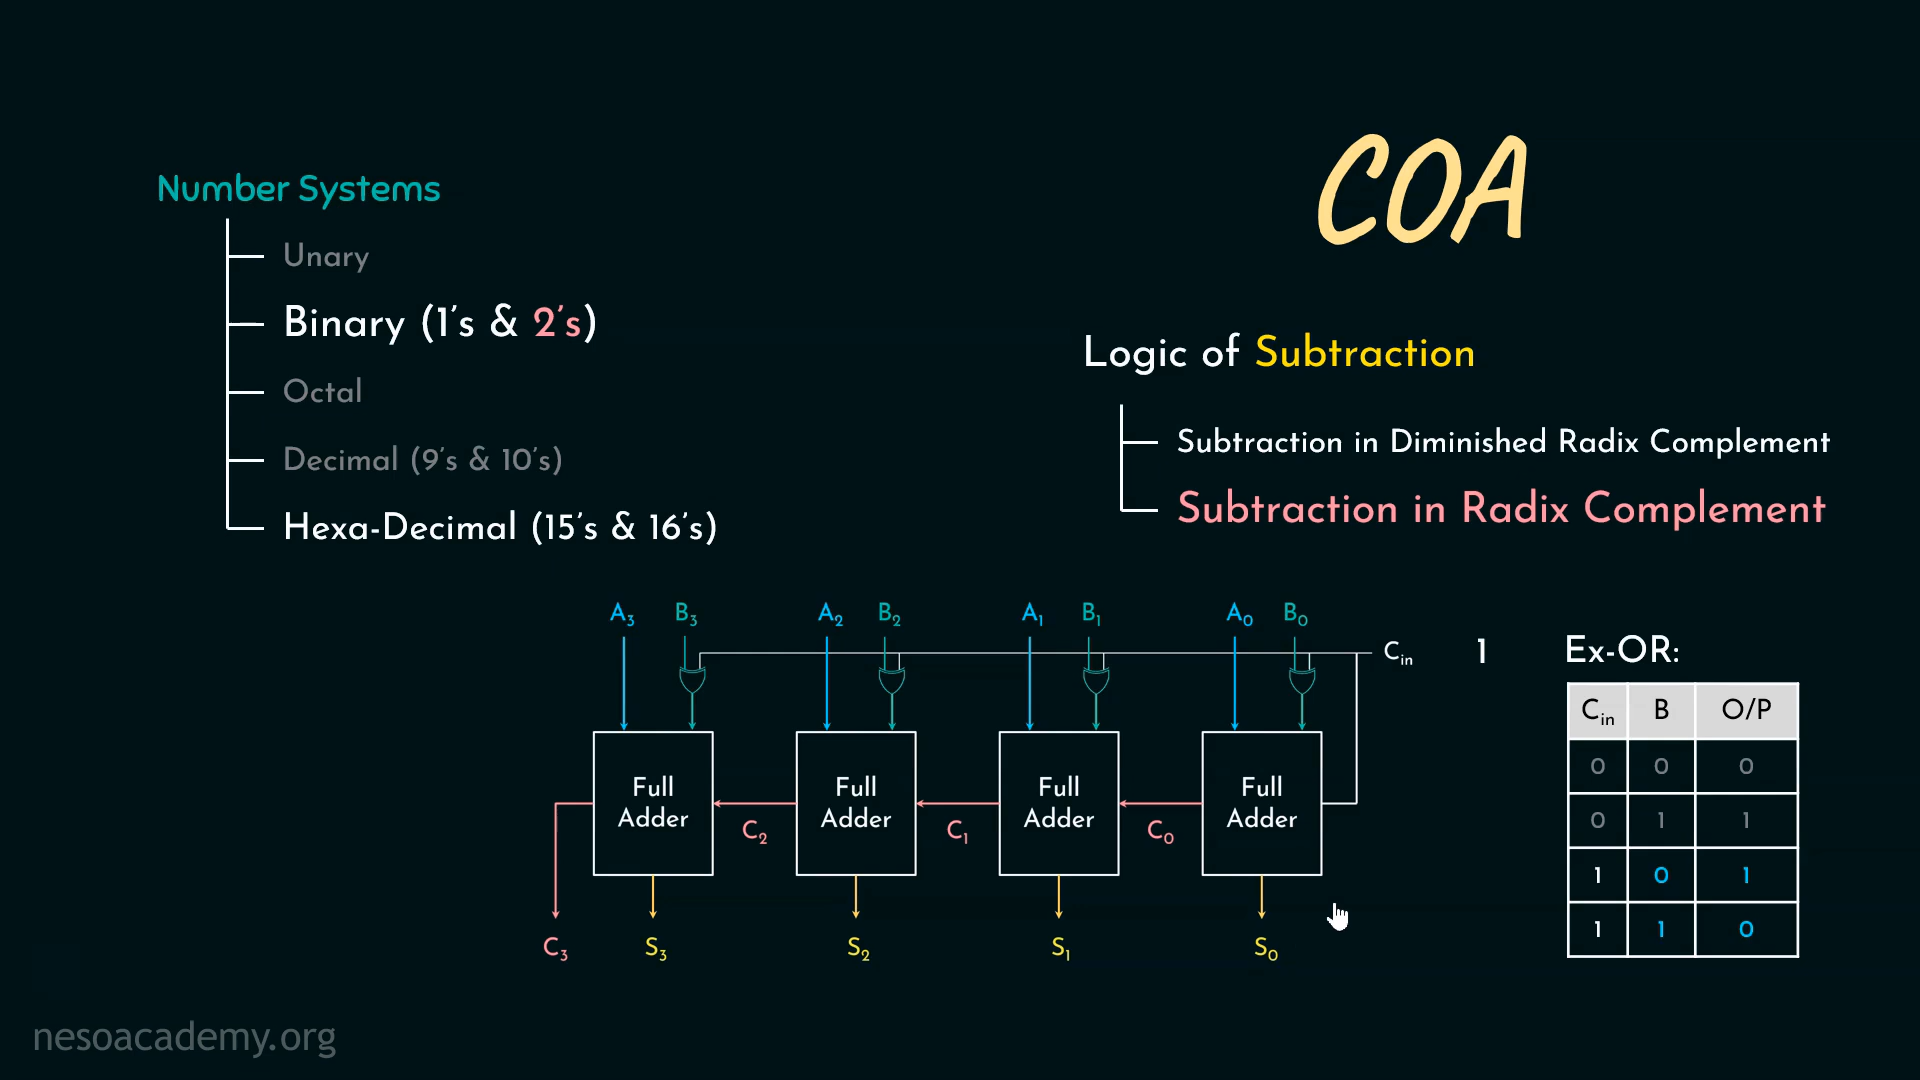 COA
Number Systems
Unary
Binary (1's & 2's)
Octal
Decimal (9's & 10's)
Hexa-Decimal (15's & 16's)
Logic of Subtraction
Subtraction in Diminished Radix Complement
Subtraction in Radix Complement
A₃ B₃ A₂ B₂ A₁ B₁ A₀ B₀
Cᵢₙ 1
Full Adder Full Adder Full Adder Full Adder
C₂ C₁ C₀
C₃ S₃ S₂ S₁ S₀
Ex-OR:
Cᵢₙ B O/P
0 0 0
0 1 1
1 0 1
1 1 0
nesoacademy.org